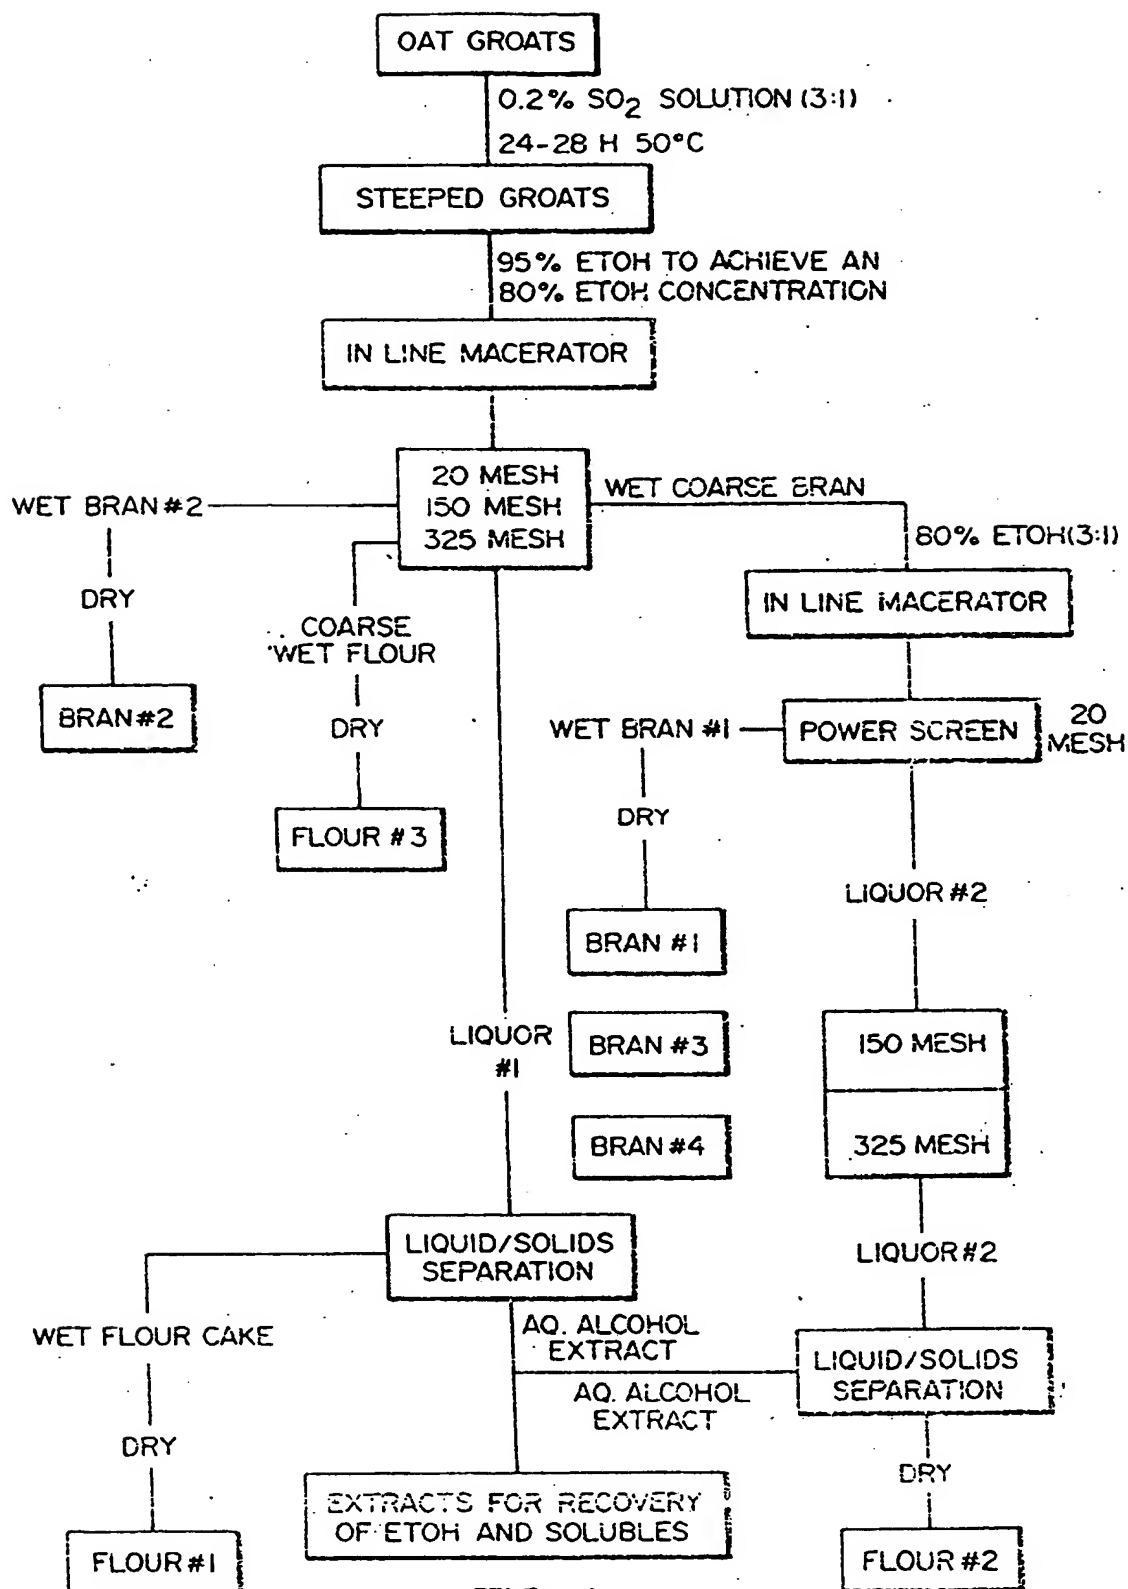 OAT GROATS
0.2% SO2 SOLUTION (3:1)
24-28 H 50°C
STEEPED GROATS
95% ETOH TO ACHIEVE AN
80% ETOH CONCENTRATION
IN LINE MACERATOR
20 MESH
150 MESH
325 MESH
WET BRAN #2
WET COARSE BRAN
80% ETOH(3:1)
DRY
IN LINE MACERATOR
COARSE
WET FLOUR
BRAN #2
DRY
WET BRAN #1
POWER SCREEN
20
MESH
FLOUR #3
DRY
LIQUOR #2
BRAN #1
LIQUOR
#1
BRAN #3
150 MESH
BRAN #4
325 MESH
LIQUID/SOLIDS
SEPARATION
LIQUOR #2
WET FLOUR CAKE
AQ. ALCOHOL
EXTRACT
AQ. ALCOHOL
EXTRACT
LIQUID/SOLIDS
SEPARATION
DRY
DRY
EXTRACTS FOR RECOVERY
OF ETOH AND SOLUBLES
FLOUR #1
FLOUR #2